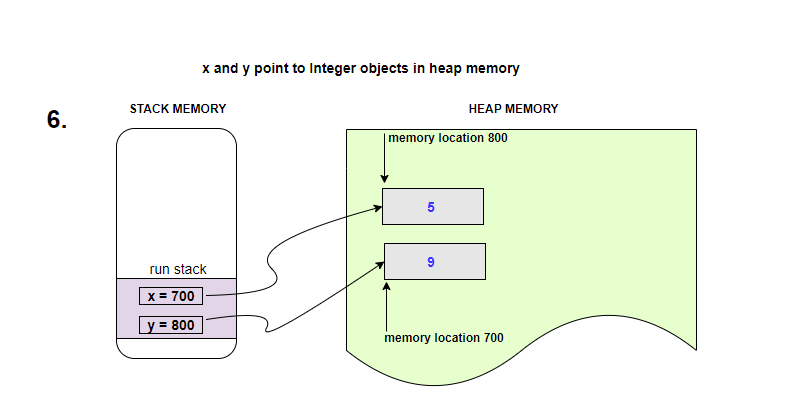 x and y point to Integer objects in heap memory
6.
STACK MEMORY
HEAP MEMORY
memory location 800
5
9
run stack
x = 700
y = 800
memory location 700